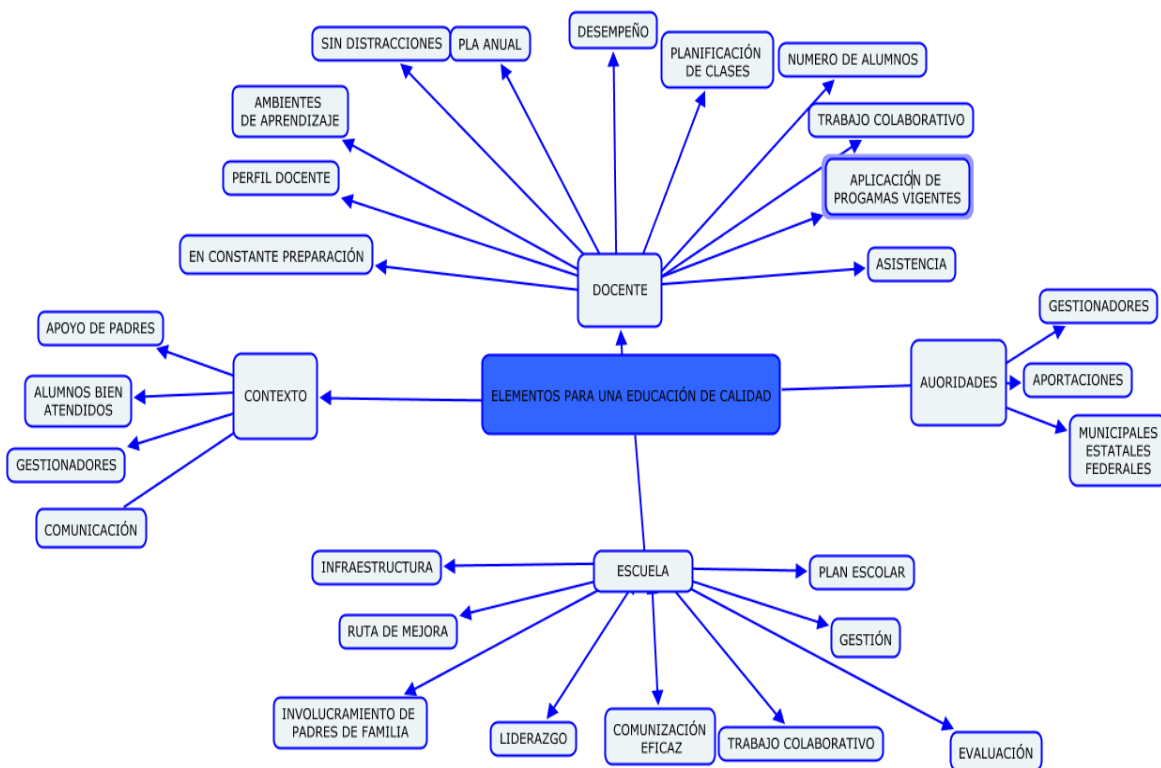 DESEMPEÑO
SIN DISTRACCIONES
PLA ANUAL
PLANIFICACIÓN
DE CLASES
NUMERO DE ALUMNOS
AMBIENTES
DE APRENDIZAJE
TRABAJO COLABORATIVO
PERFIL DOCENTE
APLICACIÓN DE
PROGAMAS VIGENTES
EN CONSTANTE PREPARACIÓN
ASISTENCIA
DOCENTE
GESTIONADORES
APOYO DE PADRES
APORTACIONES
AUORIDADES
ELEMENTOS PARA UNA EDUCACIÓN DE CALIDAD
CONTEXTO
ALUMNOS BIEN
ATENDIDOS
MUNICIPALES
ESTATALES
FEDERALES
GESTIONADORES
COMUNICACIÓN
INFRAESTRUCTURA
ESCUELA
PLAN ESCOLAR
RUTA DE MEJORA
GESTIÓN
INVOLUCRAMIENTO DE
PADRES DE FAMILIA
LIDERAZGO
COMUNIZACIÓN
EFICAZ
TRABAJO COLABORATIVO
EVALUACIÓN